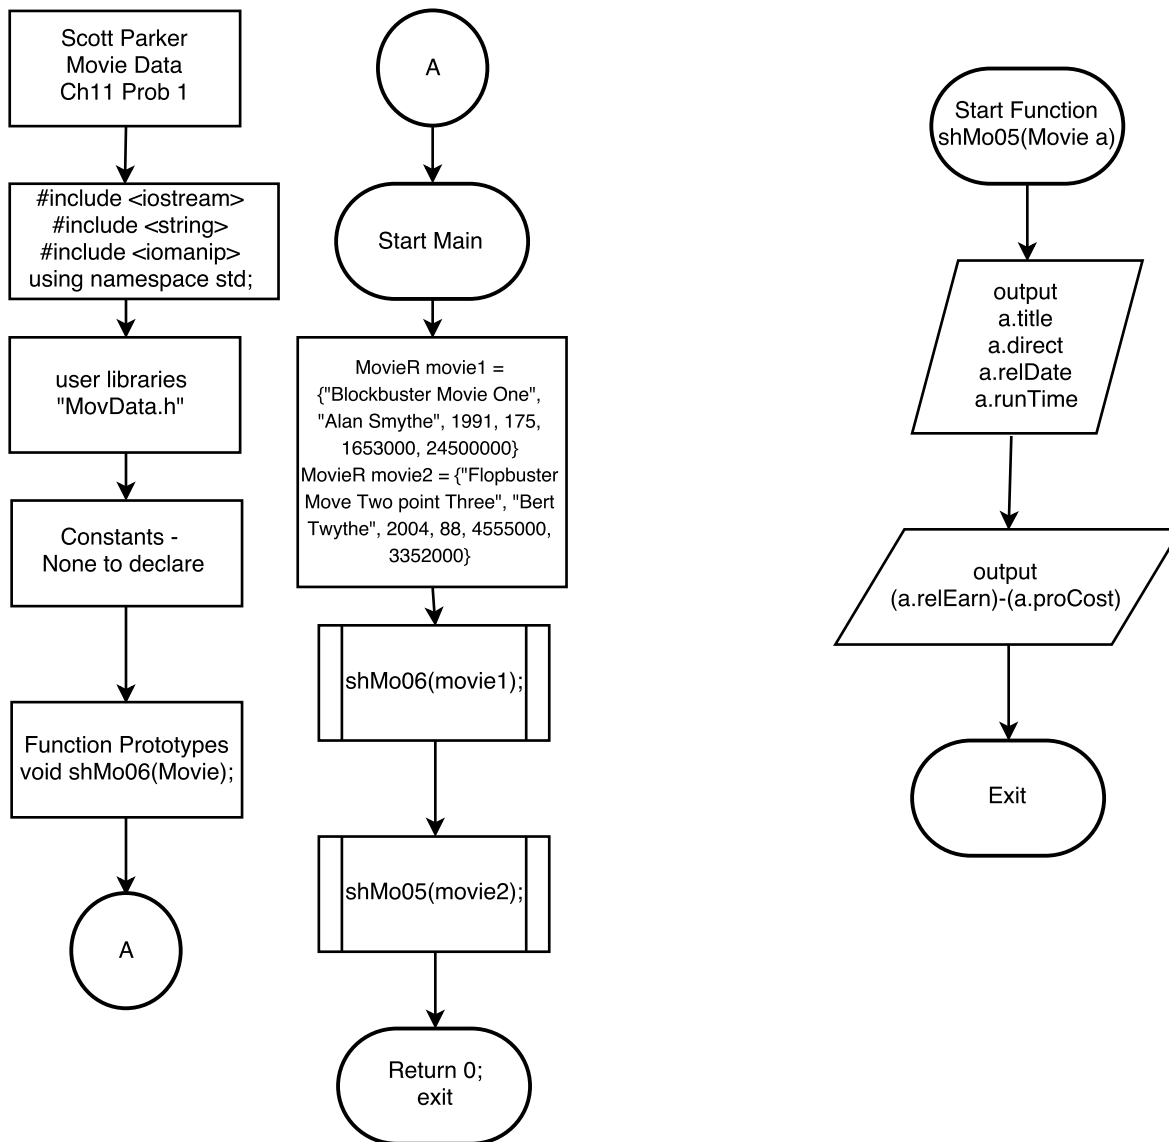 Scott Parker
Movie Data
Ch11 Prob 1
#include <iostream>
#include <string>
#include <iomanip>
using namespace std;
user libraries
"MovData.h"
Constants -
None to declare
Function Prototypes
void shMo06(Movie);
A
A
Start Main
MovieR movie1 =
{"Blockbuster Movie One",
"Alan Smythe", 1991, 175,
1653000, 24500000}
MovieR movie2 = {"Flopbuster
Move Two point Three", "Bert
Twythe", 2004, 88, 4555000,
3352000}
shMo06(movie1);
shMo05(movie2);
Return 0;
exit
Start Function
shMo05(Movie a)
output
a.title
a.direct
a.relDate
a.runTime
output
(a.relEarn)-(a.proCost)
Exit